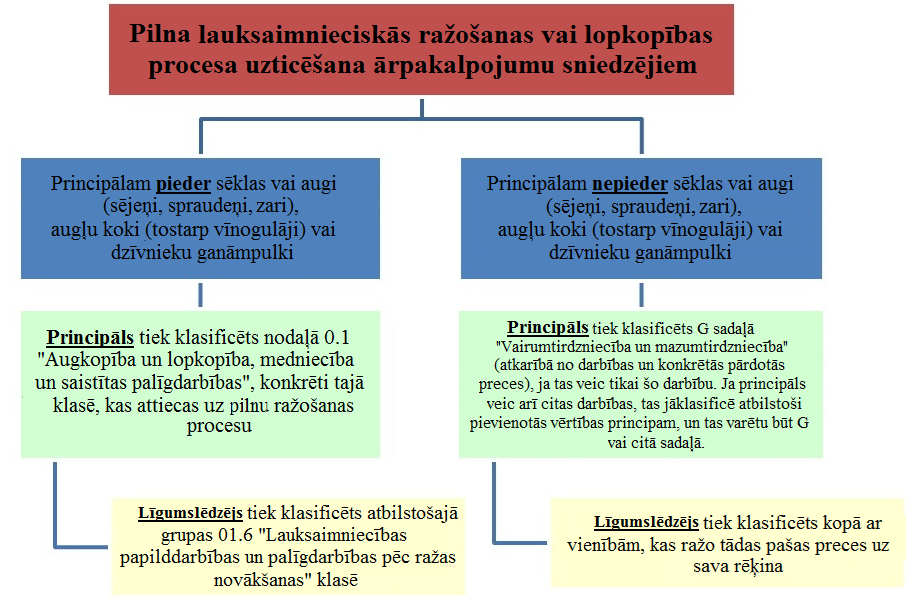 Pilna lauksaimnieciskās ražošanas vai lopkopības
procesa uzticēšana ārpakalpojumu sniedzējiem
Principālam pieder sēklas vai augi
(sējeņi, spraudeņi, zari),
augļu koki (tostarp vīnogulāji) vai
dzīvnieku ganāmpulki
Principāls tiek klasificēts nodaļā 0.1
"Augkopība un lopkopība, medniecība
un saistītas palīgdarbības", konkrēti tajā
klasē, kas attiecas uz pilnu ražošanas
procesu
Līgumslēdzējs tiek klasificēts atbilstošajā
grupas 01.6 "Lauksaimniecības
papilddarbības un palīgdarbības pēc ražas
novākšanas" klasē
Principālam nepieder sēklas vai augi
(sējeņi, spraudeņi, zari),
augļu koki (tostarp vīnogulāji) vai
dzīvnieku ganāmpulki
Principāls tiek klasificēts G sadaļā
"Vairumtirdzniecība un mazumtirdzniecība"
(atkarībā no darbības un konkrētās pārdotās
preces), ja tas veic tikai šo darbību. Ja principāls
veic arī citas darbības, tas jāklasificē atbilstoši
pievienotās vērtības principam, un tas varētu būt G
vai citā sadaļā.
Līgumslēdzējs tiek klasificēts kopā ar
vienībām, kas ražo tādas pašas preces uz
sava rēķina